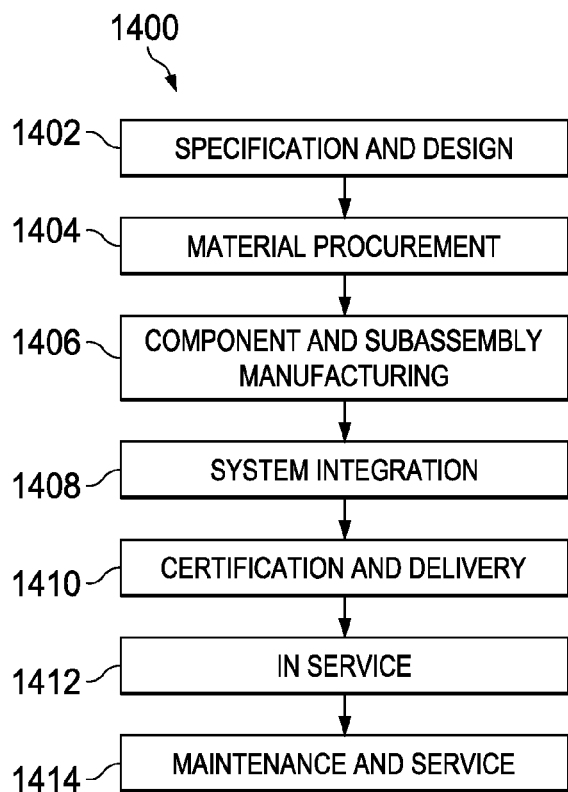 1400
1402
SPECIFICATION AND DESIGN
1404
MATERIAL PROCUREMENT
1406
COMPONENT AND SUBASSEMBLY
MANUFACTURING
1408
SYSTEM INTEGRATION
1410
CERTIFICATION AND DELIVERY
1412
IN SERVICE
1414
MAINTENANCE AND SERVICE